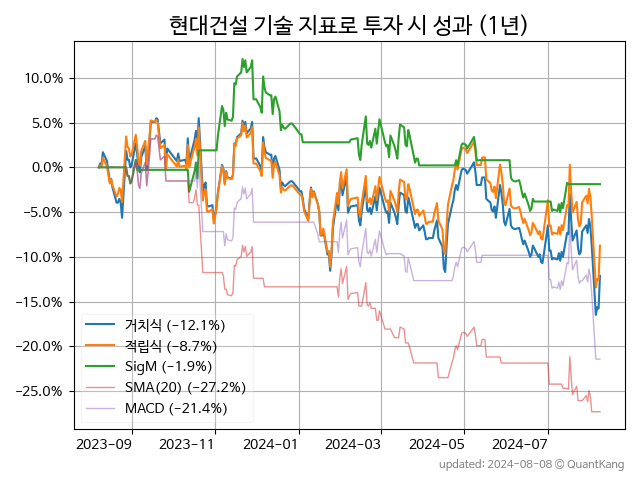 현대건설 기술 지표로 투자 시 성과 (1년)
10.0%
5.0%
0.0%
−5.0%
−10.0%
−15.0%
−20.0%
−25.0%
거치식 (−12.1%)
적립식 (−8.7%)
SigM (−1.9%)
SMA(20) (−27.2%)
MACD (−21.4%)
2023-09 2023-11 2024-01 2024-03 2024-05 2024-07
updated: 2024-08-08 © QuantKang